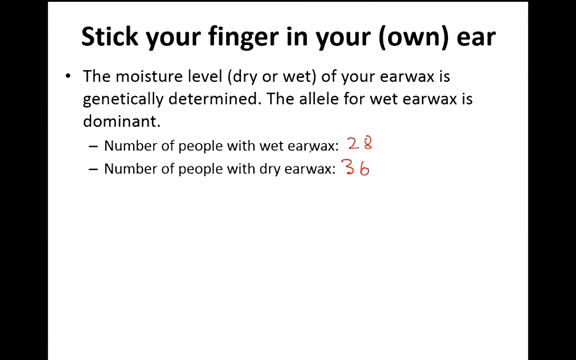 Stick your finger in your (own) ear
• The moisture level (dry or wet) of your earwax is
genetically determined. The allele for wet earwax is
dominant.
– Number of people with wet earwax: 28
– Number of people with dry earwax: 36